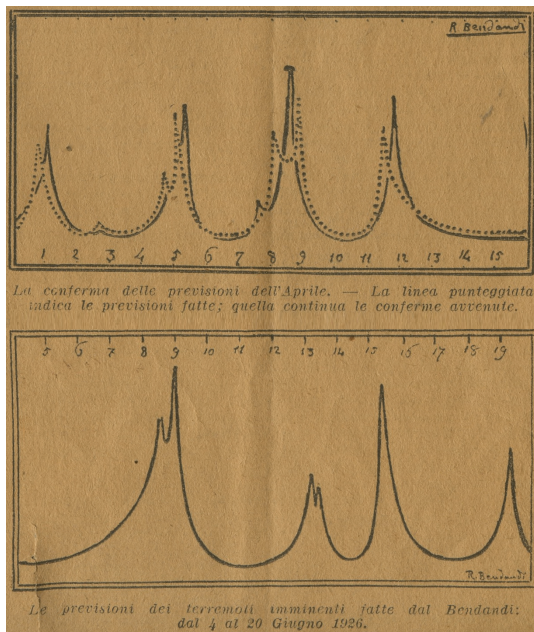 R. Bendandi
1 2 3 4 5 6 7 8 9 10 11 12 13 14 15
La conferma delle previsioni dell'Aprile. — La linea punteggiata
indica le previsioni fatte; quella continua le conferme avvenute.
5 6 7 8 9 10 11 12 13 14 15 16 17 18 19
R. Bendandi
Le previsioni dei terremoti imminenti fatte dal Bendandi:
dal 4 al 20 Giugno 1926.